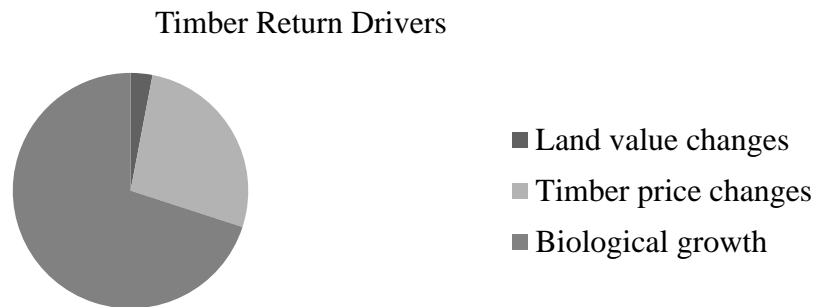 Timber Return Drivers
Land value changes
Timber price changes
Biological growth